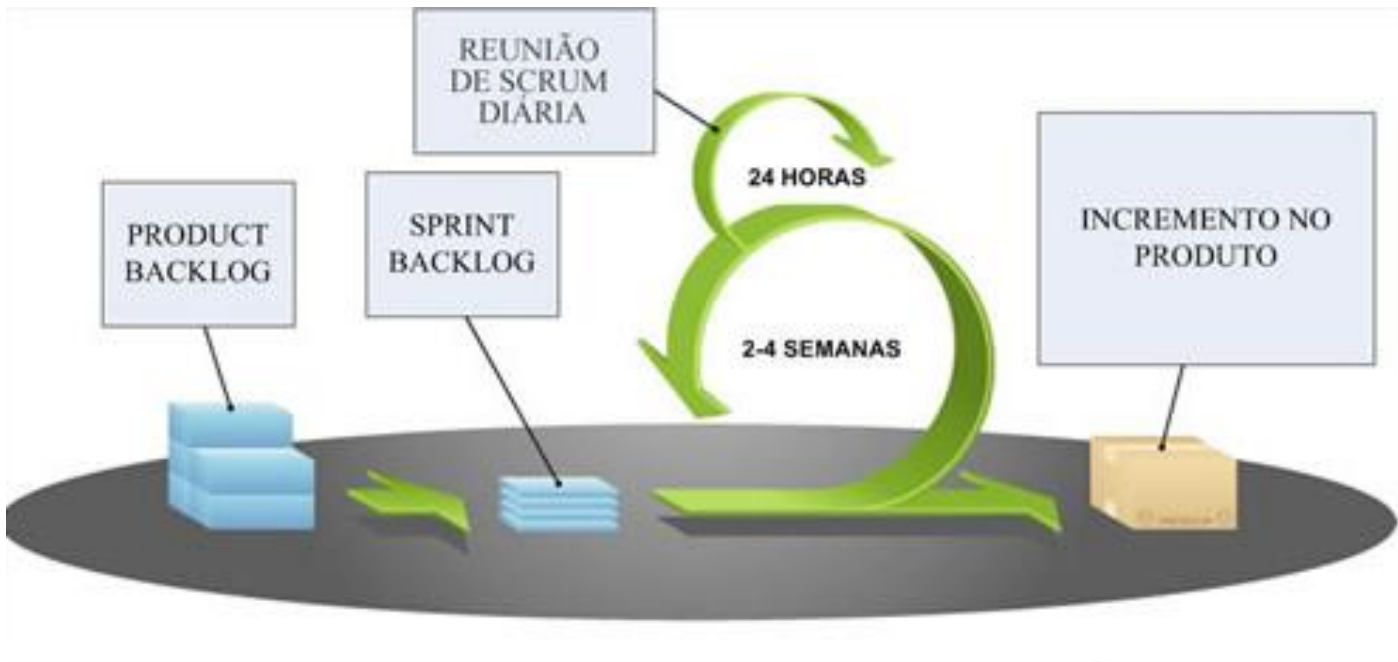 REUNIÃO
DE SCRUM
DIÁRIA
24 HORAS
PRODUCT
BACKLOG
SPRINT
BACKLOG
INCREMENTO NO
PRODUTO
2-4 SEMANAS